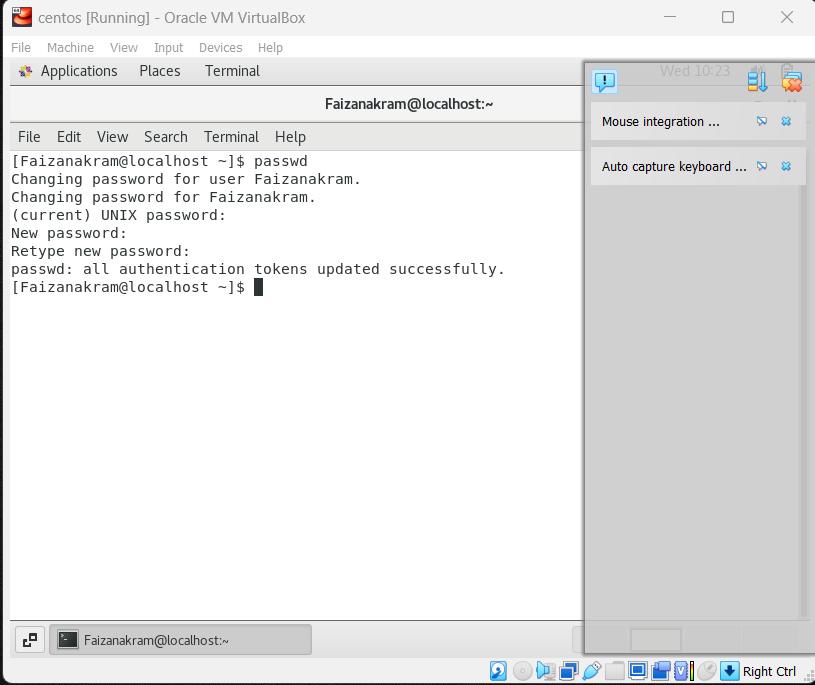 centos [Running] - Oracle VM VirtualBox
File Machine View Input Devices Help
Applications Places Terminal Wed 10:23
Faizanakram@localhost:~
File Edit View Search Terminal Help
[Faizanakram@localhost ~]$ passwd
Changing password for user Faizanakram.
Changing password for Faizanakram.
(current) UNIX password:
New password:
Retype new password:
passwd: all authentication tokens updated successfully.
[Faizanakram@localhost ~]$
Mouse integration ...
Auto capture keyboard ...
Faizanakram@localhost:~
Right Ctrl